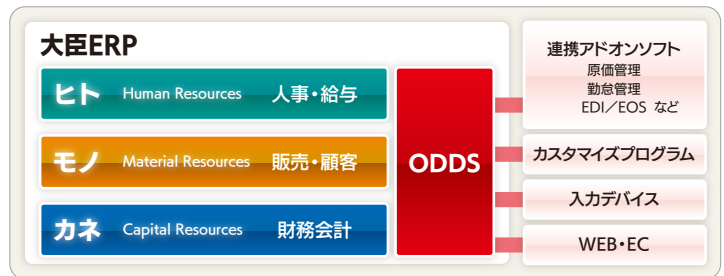 大臣ERP
ヒト Human Resources 人事・給与
モノ Material Resources 販売・顧客
カネ Capital Resources 財務会計
ODDS
連携アドオンソフト
原価管理
勤怠管理
EDI／EOS など
カスタマイズプログラム
入力デバイス
WEB・EC